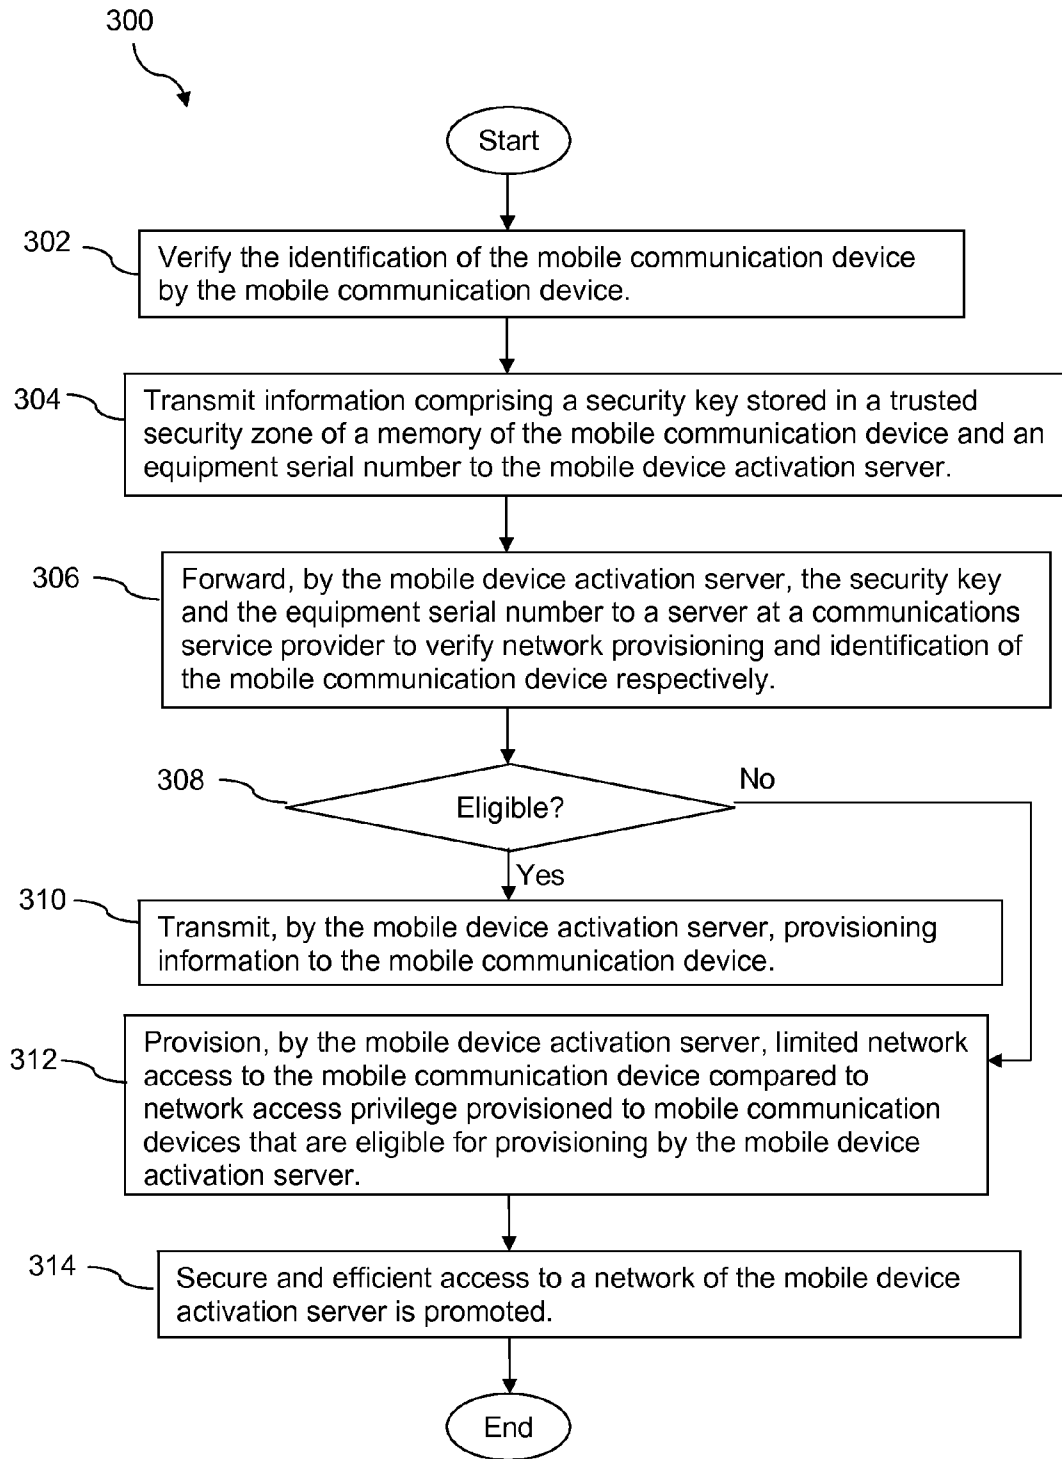 300
Start
302
Verify the identification of the mobile communication device
by the mobile communication device.
304
Transmit information comprising a security key stored in a trusted
security zone of a memory of the mobile communication device and an
equipment serial number to the mobile device activation server.
306
Forward, by the mobile device activation server, the security key
and the equipment serial number to a server at a communications
service provider to verify network provisioning and identification of
the mobile communication device respectively.
308
Eligible?
No
Yes
310
Transmit, by the mobile device activation server, provisioning
information to the mobile communication device.
312
Provision, by the mobile device activation server, limited network
access to the mobile communication device compared to
network access privilege provisioned to mobile communication
devices that are eligible for provisioning by the mobile device
activation server.
314
Secure and efficient access to a network of the mobile device
activation server is promoted.
End